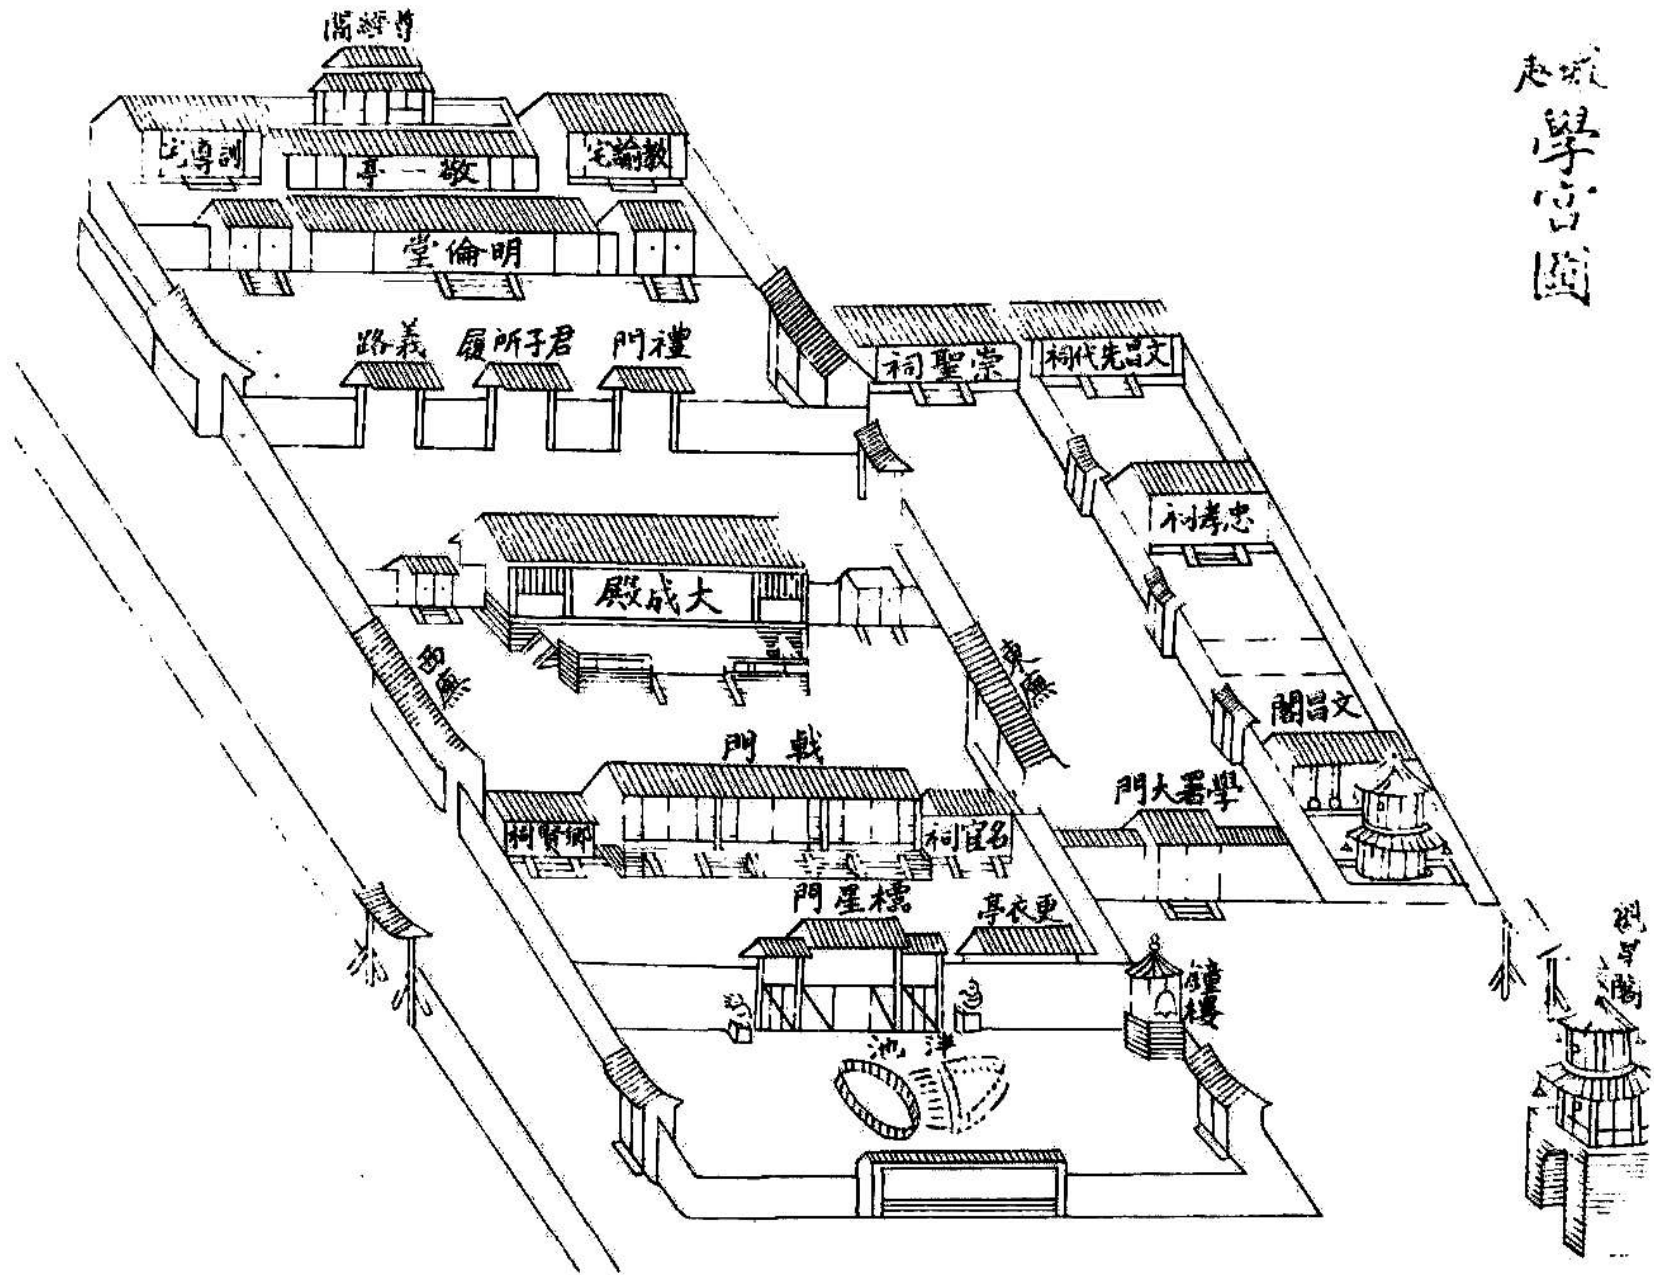 趙城
學宮圖
尊經閣
教諭宅
敬一亭
訓導宅
明倫堂
禮門
君子所履
義路
文昌先代祠
崇聖祠
忠孝祠
大成殿
東廡
西廡
文昌閣
學署大門
戟門
名宦祠
鄉賢祠
更衣亭
櫺星門
鐘樓
泮池